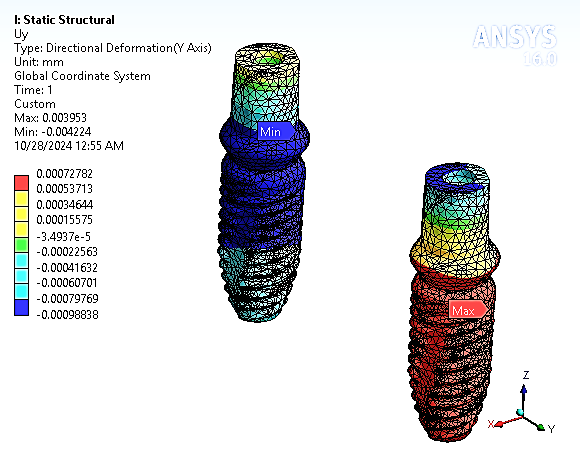 I: Static Structural
Uy
Type: Directional Deformation(Y Axis)
Unit: mm
Global Coordinate System
Time: 1
Custom
Max: 0.003953
Min: -0.004224
10/28/2024 12:55 AM
0.00072782
0.00053713
0.00034644
0.00015575
-3.4937e-5
-0.00022563
-0.00041632
-0.00060701
-0.00079769
-0.00098838
ANSYS
16.0
Min
Max
Z
X
Y